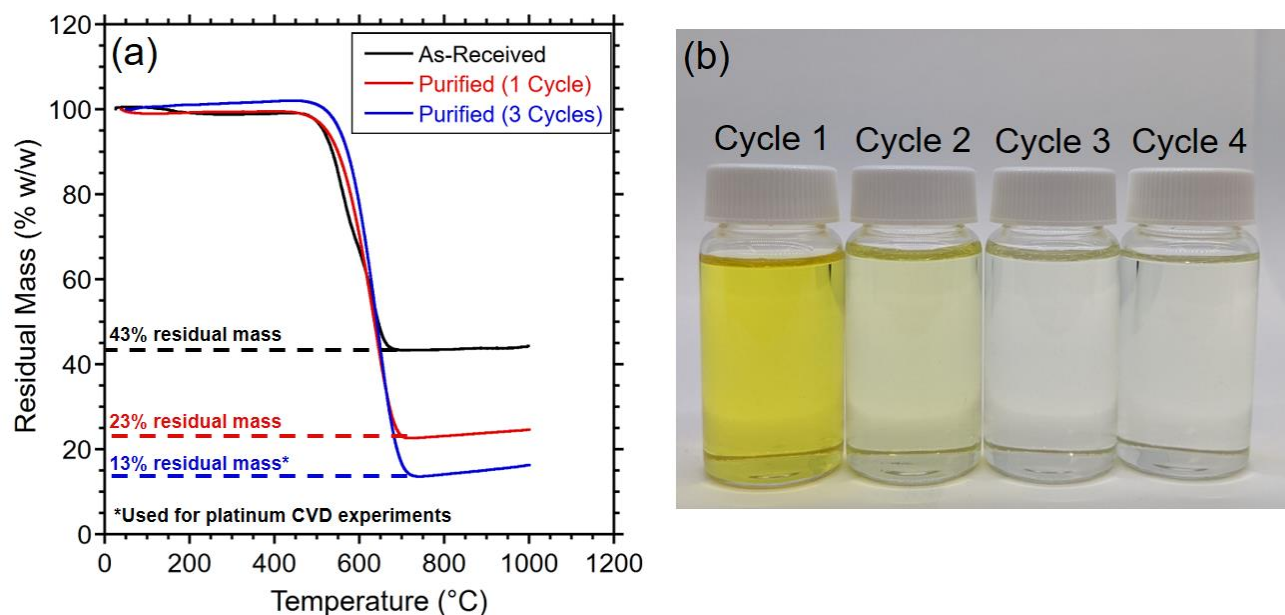 (a)
As-Received
Purified (1 Cycle)
Purified (3 Cycles)
120
100
80
60
40
20
0
Residual Mass (% w/w)
43% residual mass
23% residual mass
13% residual mass*
*Used for platinum CVD experiments
0 200 400 600 800 1000 1200
Temperature (°C)
(b)
Cycle 1 Cycle 2 Cycle 3 Cycle 4